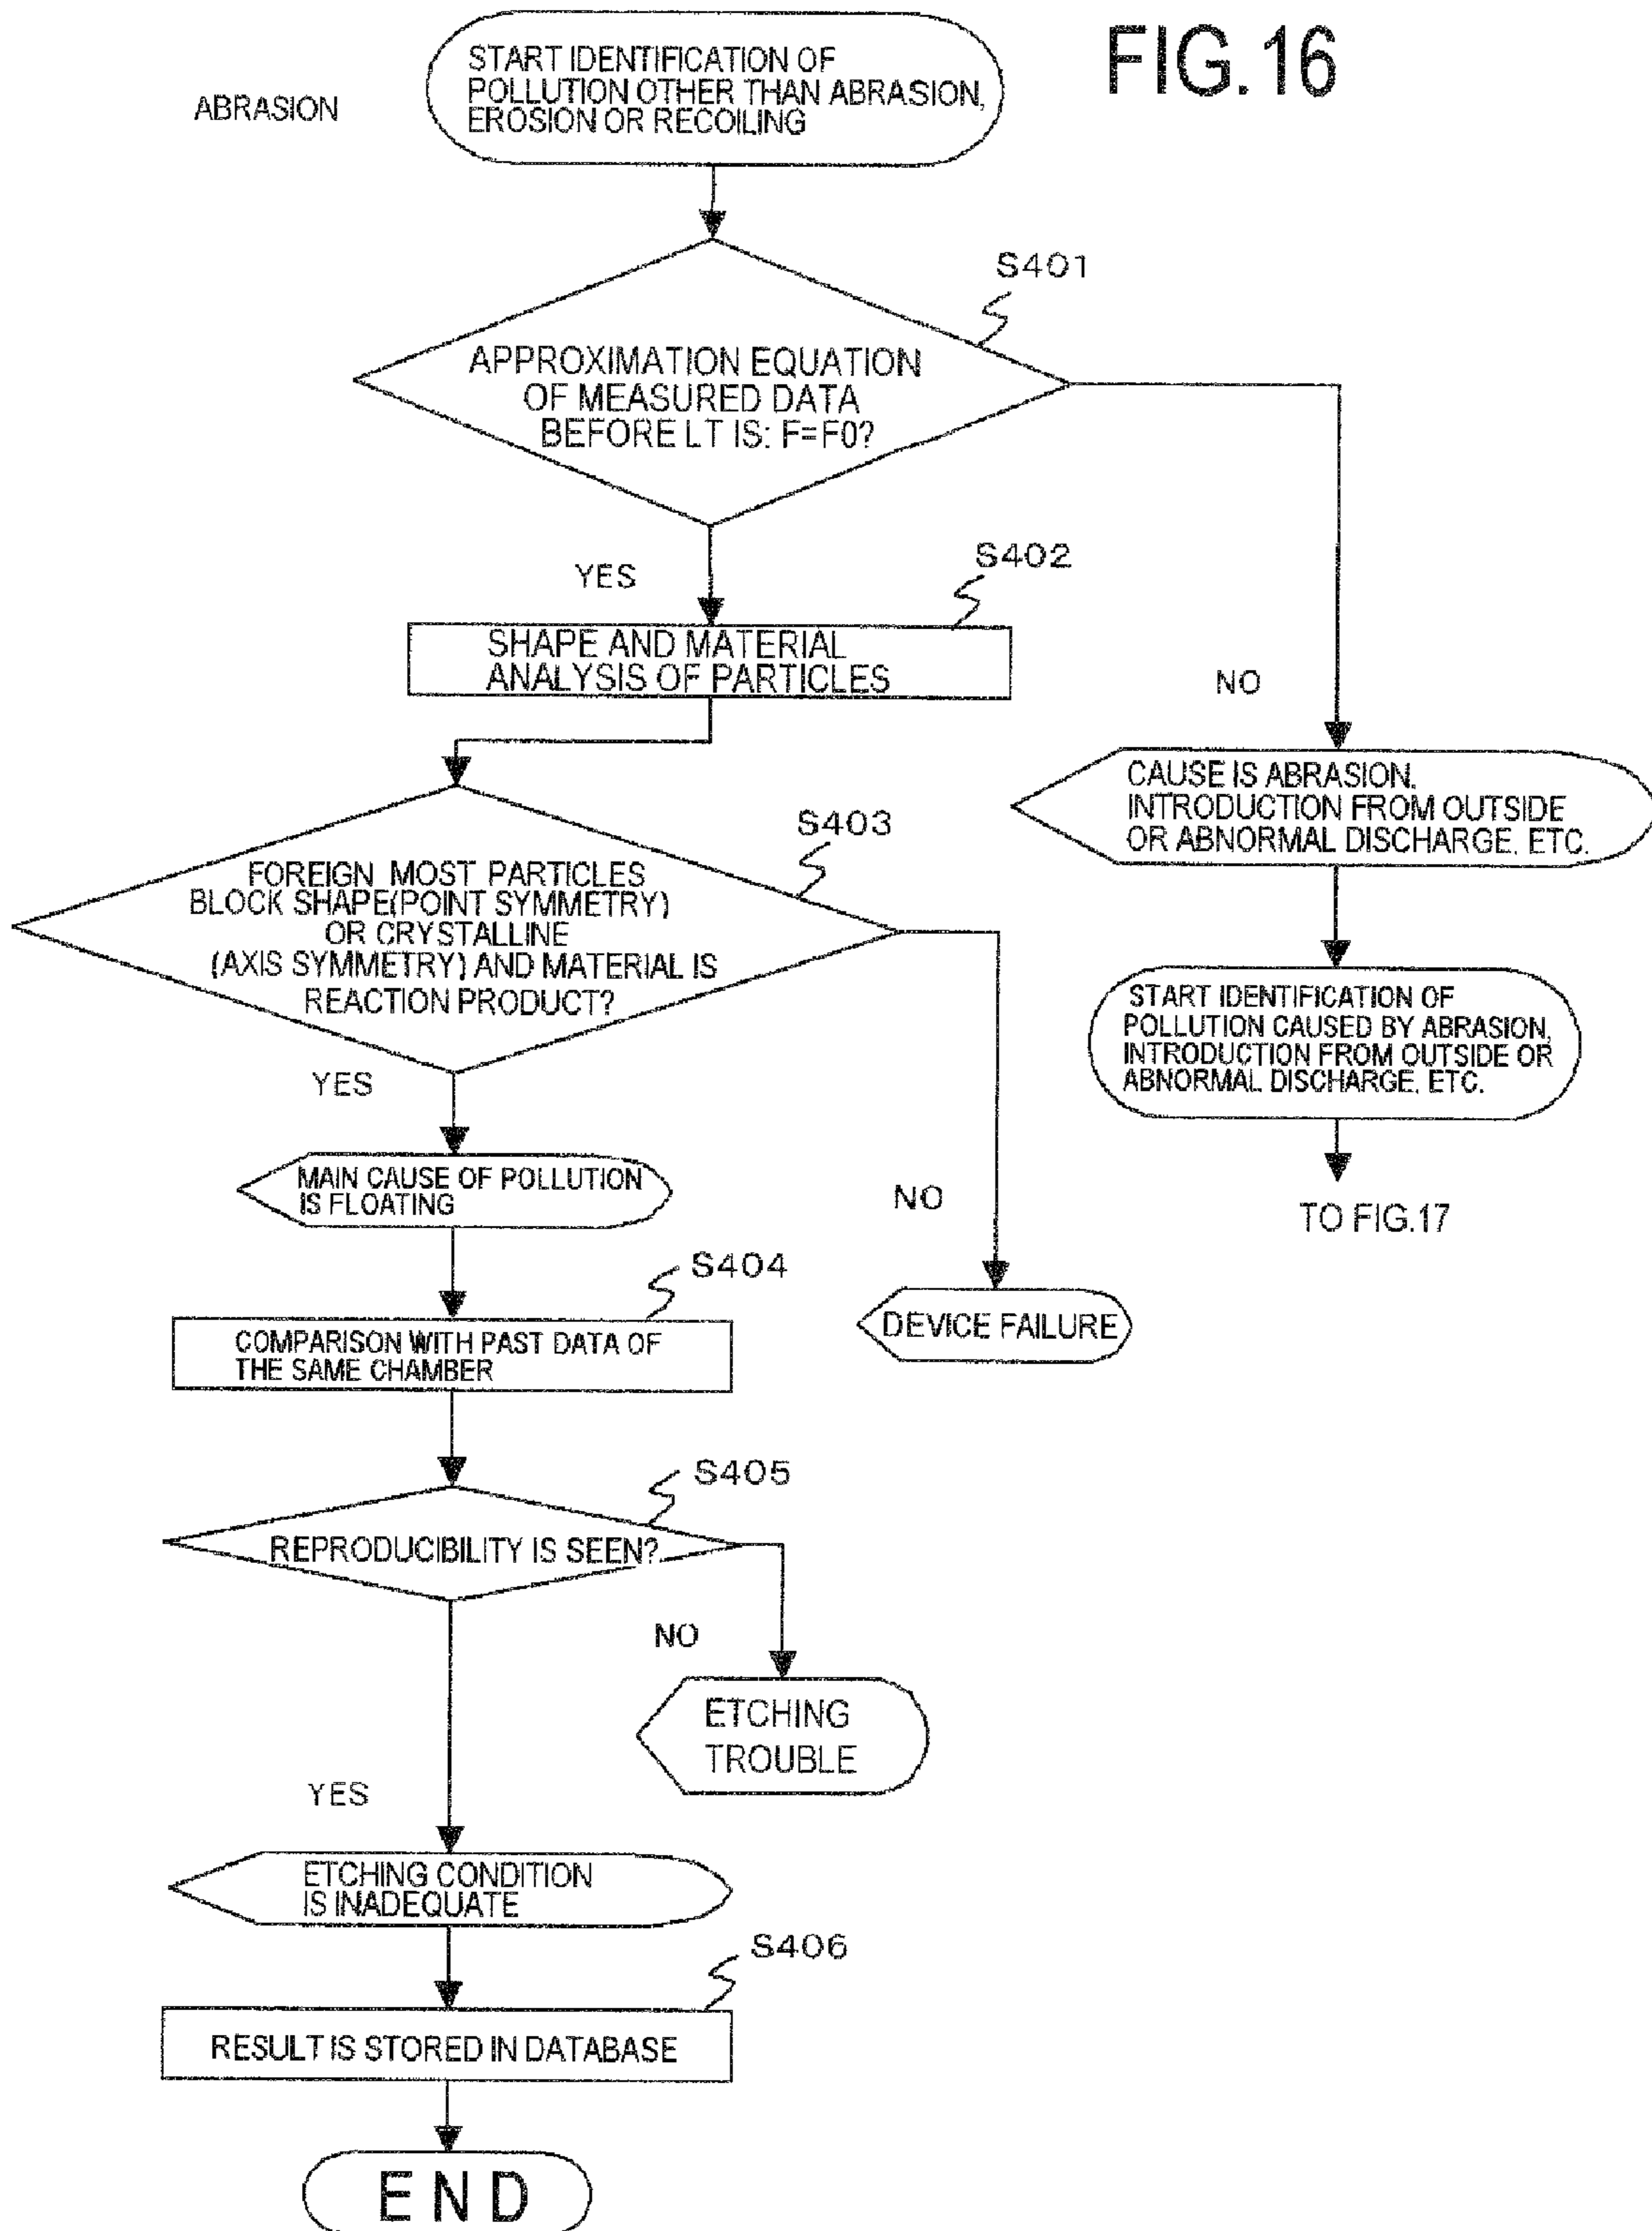 FIG.16
ABRASION
START IDENTIFICATION OF
POLLUTION OTHER THAN ABRASION,
EROSION OR RECOILING
S401
APPROXIMATION EQUATION
OF MEASURED DATA
BEFORE LT IS: F=F0?
YES
S402
SHAPE AND MATERIAL
ANALYSIS OF PARTICLES
NO
CAUSE IS ABRASION,
INTRODUCTION FROM OUTSIDE
OR ABNORMAL DISCHARGE, ETC.
S403
FOREIGN MOST PARTICLES
BLOCK SHAPE(POINT SYMMETRY)
OR CRYSTALLINE
(AXIS SYMMETRY) AND MATERIAL IS
REACTION PRODUCT?
START IDENTIFICATION OF
POLLUTION CAUSED BY ABRASION,
INTRODUCTION FROM OUTSIDE OR
ABNORMAL DISCHARGE, ETC.
YES
MAIN CAUSE OF POLLUTION
IS FLOATING
NO
TO FIG.17
S404
DEVICE FAILURE
COMPARISON WITH PAST DATA OF
THE SAME CHAMBER
S405
REPRODUCIBILITY IS SEEN?
NO
ETCHING
TROUBLE
YES
ETCHING CONDITION
IS INADEQUATE
S406
RESULT IS STORED IN DATABASE
END